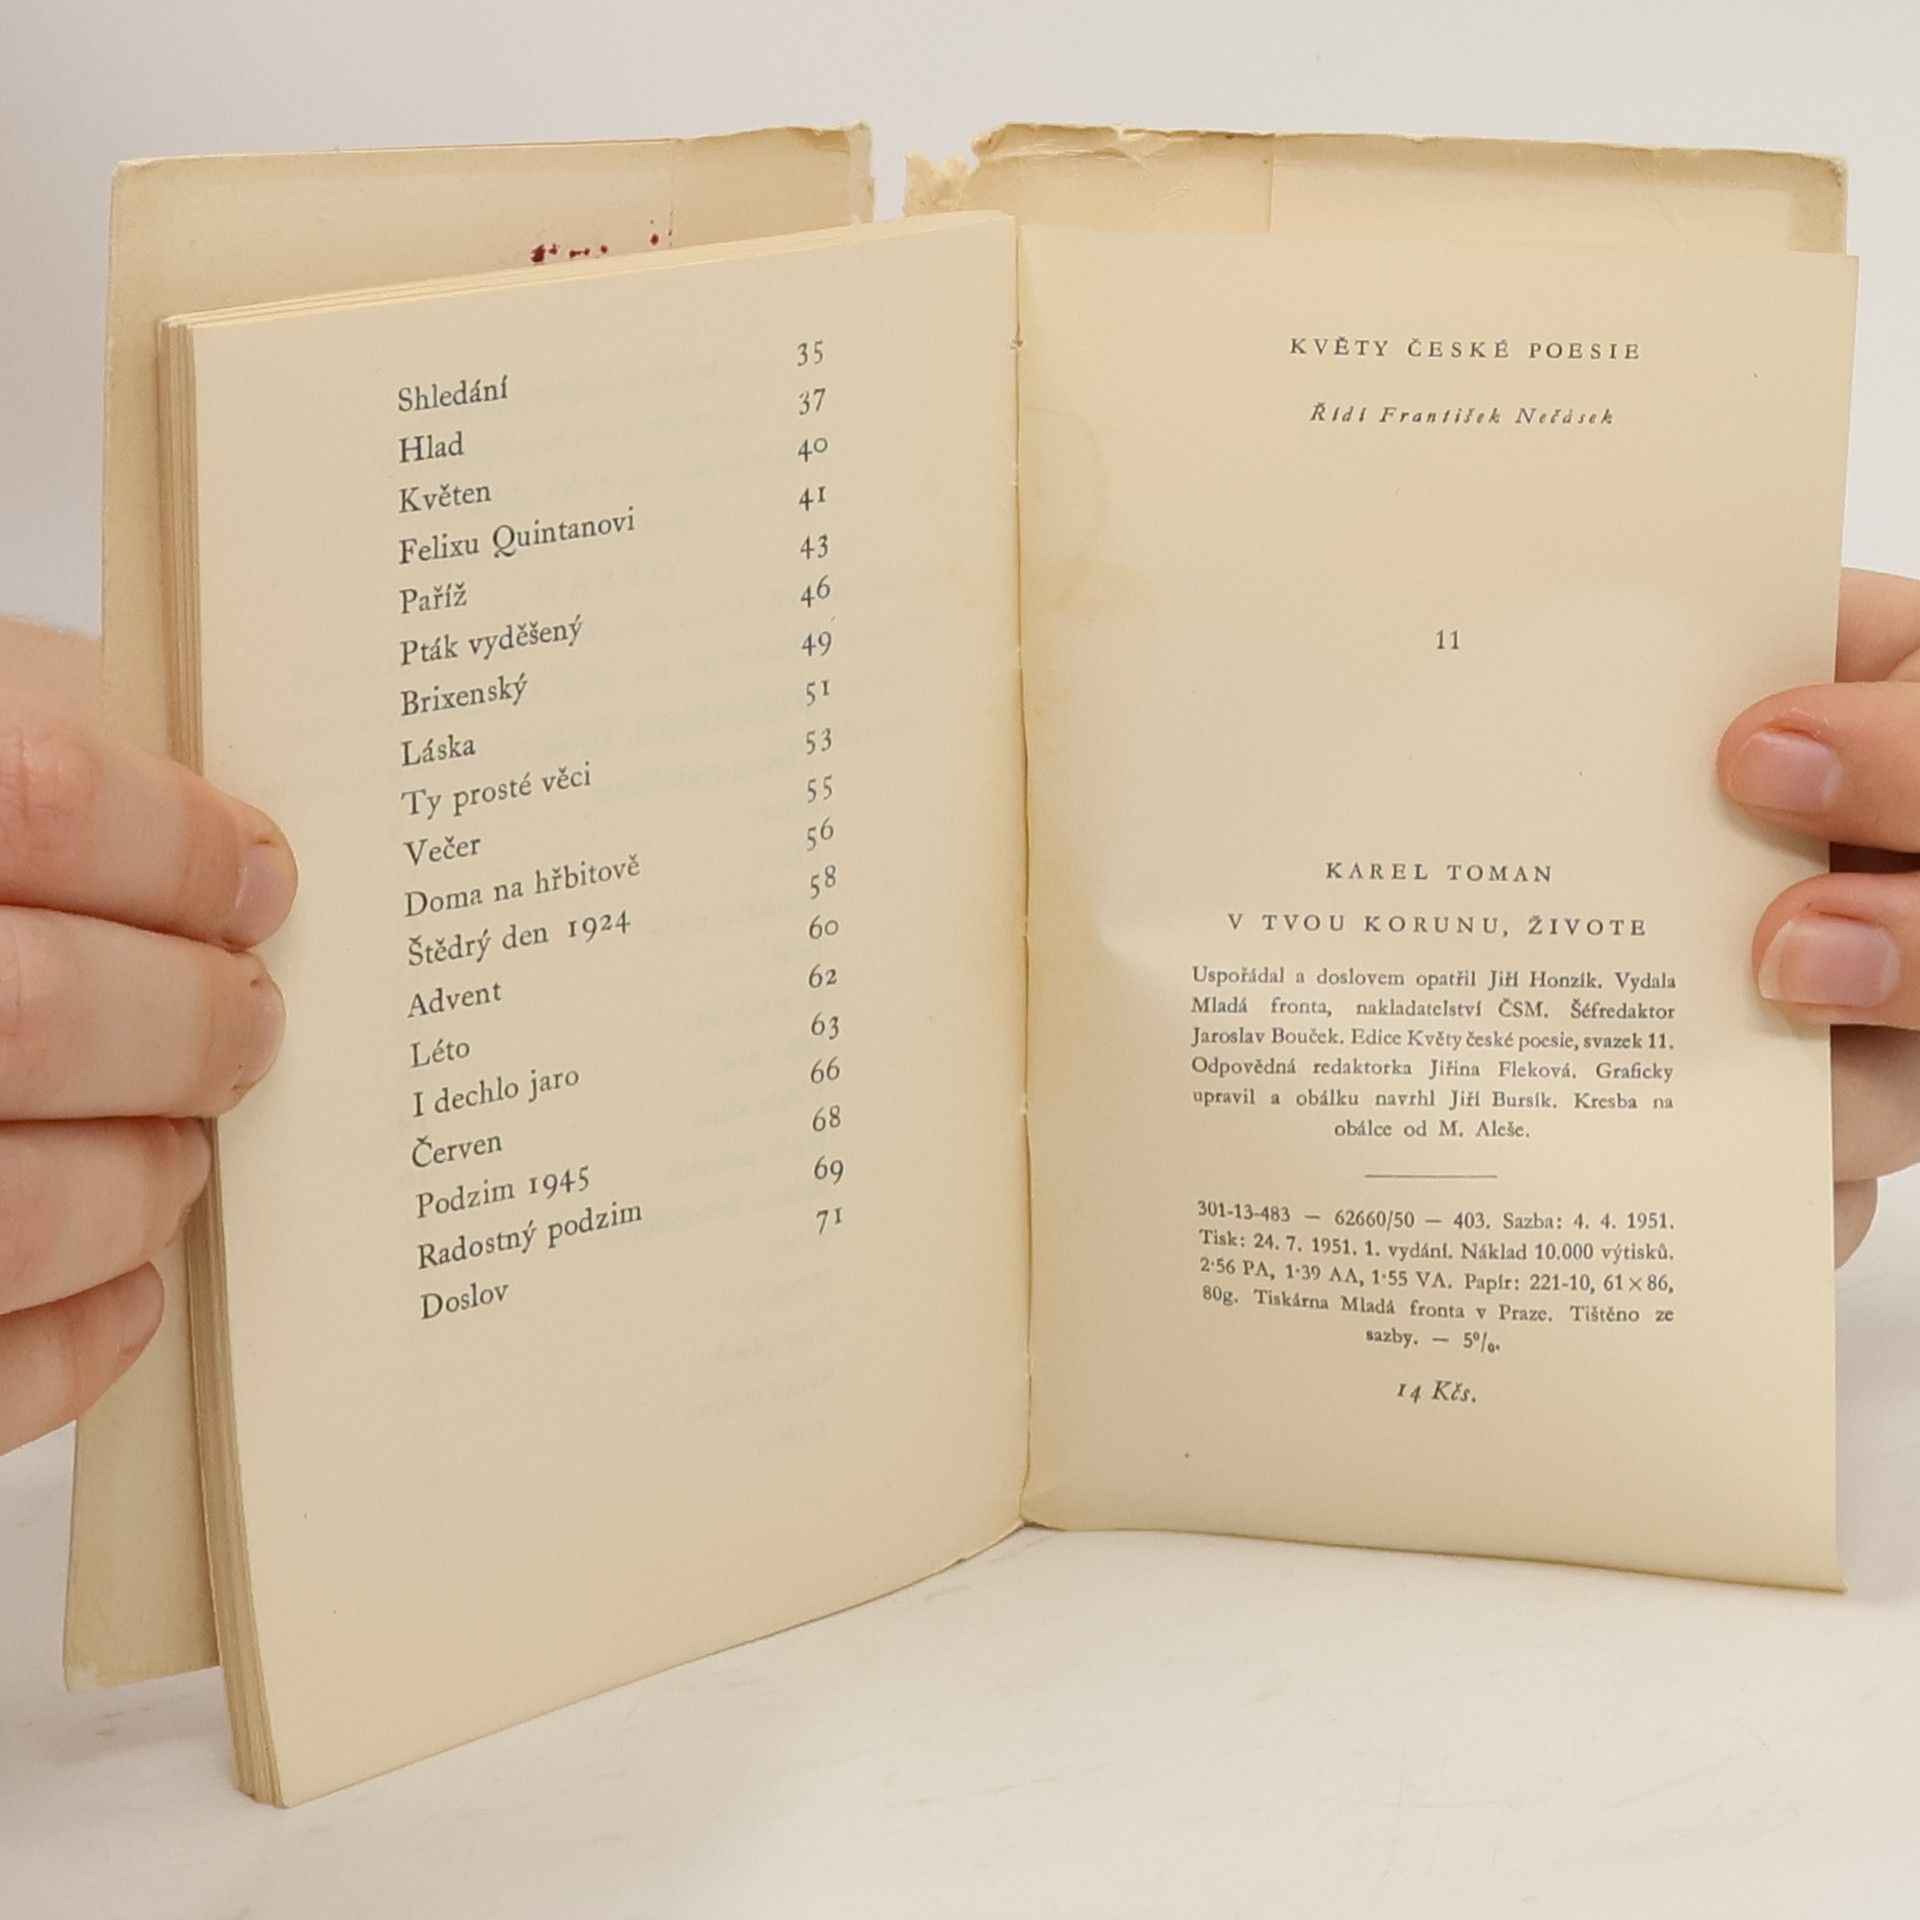 Shledání 35
Hlad 37
Květen 40
Felixu Quintanovi 41
Paříž 43
Pták vyděšený 46
Brixenský 49
Láska 51
Ty prosté věci 53
Večer 55
Doma na hřbitově 56
Štědrý den 1924 58
Advent 60
Léto 62
I dechlo jaro 63
Červen 66
Podzim 1945 68
Radostný podzim 69
Doslov 71
KVĚTY ČESKÉ POESIE
Řídí František Nečásek
11
KAREL TOMAN
V TVOU KORUNU, ŽIVOTE
Uspořádal a doslovem opatřil Jiří Honzík. Vydala
Mladá fronta, nakladatelství ČSM. Šéfredaktor
Jaroslav Bouček. Edice Květy české poesie, svazek 11.
Odpovědná redaktorka Jiřina Fleková. Graficky
upravil a obálku navrhl Jiří Bursík. Kresba na
obálce od M. Aleše.
301-13-483 — 62660/50 — 403. Sazba: 4. 4. 1951.
Tisk: 24. 7. 1951. 1. vydání. Náklad 10.000 výtisků.
2·56 PA, 1·39 AA, 1·55 VA. Papír: 221-10, 61×86,
80g. Tiskárna Mladá fronta v Praze. Tištěno ze
sazby. — 5%.
14 Kčs.